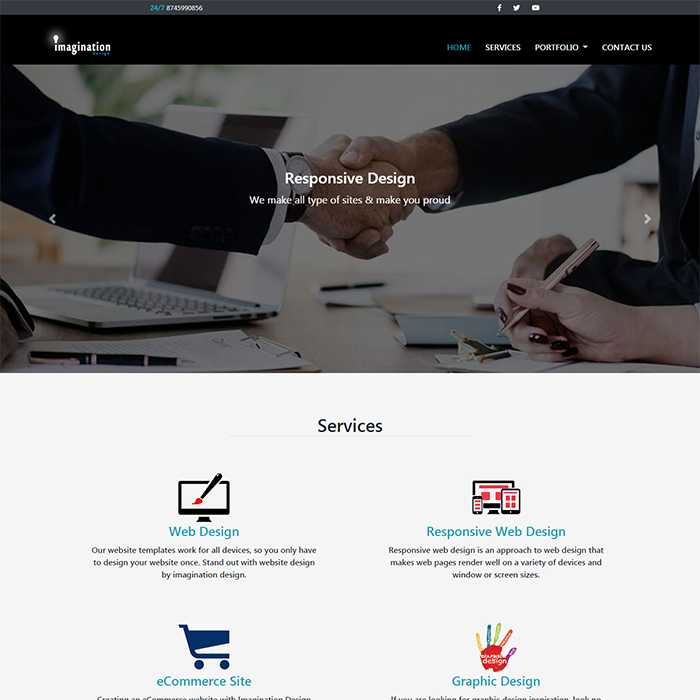 24/7 8745990856
imagination
design
HOME SERVICES PORTFOLIO CONTACT US
Responsive Design
We make all type of sites & make you proud
Services
Web Design
Our website templates work for all devices, so you only have
to design your website once. Stand out with website design
by imagination design.
Responsive Web Design
Responsive web design is an approach to web design that
makes web pages render well on a variety of devices and
window or screen sizes.
GRAPHIC
design
eCommerce Site
Creating an eCommerce website with Imagination Design
Graphic Design
If you are looking for graphic design inspiration, look no